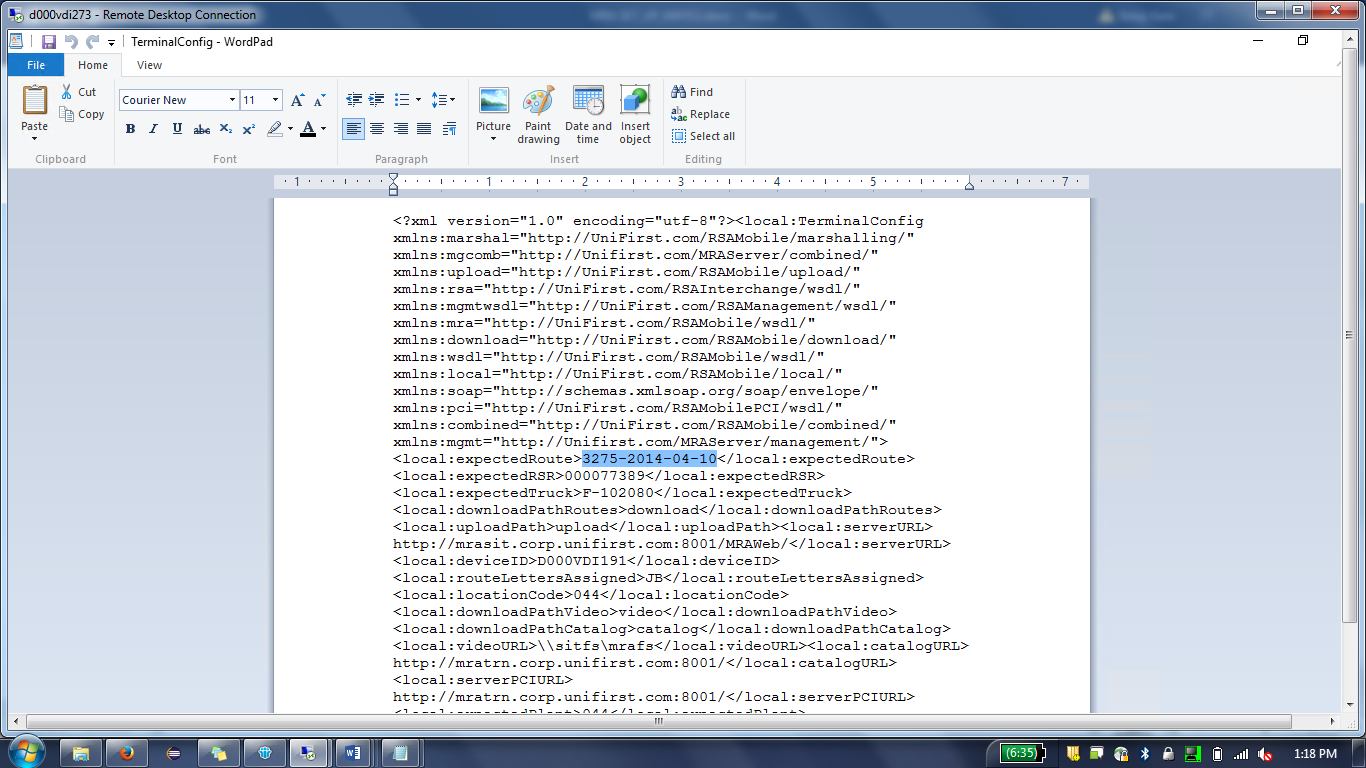 d000vdi273 - Remote Desktop Connection
TerminalConfig - WordPad
File Home View
Paste
Cut
Copy
Clipboard
Courier New 11
Font
Paragraph
Picture
Paint drawing
Date and time
Insert object
Insert
Find
Replace
Select all
Editing
1 1 2 3 4 5 7
<?xml version="1.0" encoding="utf-8"?><local:TerminalConfig
xmlns:marshal="http://UniFirst.com/RSAMobile/marshalling/"
xmlns:mgcomb="http://Unifirst.com/MRAServer/combined/"
xmlns:upload="http://Unifirst.com/RSAMobile/upload/"
xmlns:rsa="http://UniFirst.com/RSAInterchange/wsdl/"
xmlns:mgmtwsdl="http://UniFirst.com/RSAManagement/wsdl/"
xmlns:mra="http://UniFirst.com/RSAMobile/wsdl/"
xmlns:download="http://UniFirst.com/RSAMobile/download/"
xmlns:wsdl="http://UniFirst.com/RSAMobile/wsdl/"
xmlns:local="http://UniFirst.com/RSAMobile/local/"
xmlns:soap="http://schemas.xmlsoap.org/soap/envelope/"
xmlns:pci="http://UniFirst.com/RSAMobilePCI/wsdl/"
xmlns:combined="http://UniFirst.com/RSAMobile/combined/"
xmlns:mgmt="http://Unifirst.com/MRAServer/management/">
<local:expectedRoute>3275-2014-04-10</local:expectedRoute>
<local:expectedRSR>000077389</local:expectedRSR>
<local:expectedTruck>F-102080</local:expectedTruck>
<local:downloadPathRoutes>download</local:downloadPathRoutes>
<local:uploadPath>upload</local:uploadPath><local:serverURL>
http://mrasit.corp.unifirst.com:8001/MRAWeb/</local:serverURL>
<local:deviceID>D000VDI191</local:deviceID>
<local:routeLettersAssigned>JB</local:routeLettersAssigned>
<local:locationCode>044</local:locationCode>
<local:downloadPathVideo>video</local:downloadPathVideo>
<local:downloadPathCatalog>catalog</local:downloadPathCatalog>
<local:videoURL>\\sitfs\mrafs</local:videoURL><local:catalogURL>
http://mratrn.corp.unifirst.com:8001/</local:catalogURL>
<local:serverPCIURL>
http://mratrn.corp.unifirst.com:8001/</local:serverPCIURL>
<local:expectedPlant>044</local:expectedPlant>
(6:35)
1:18 PM